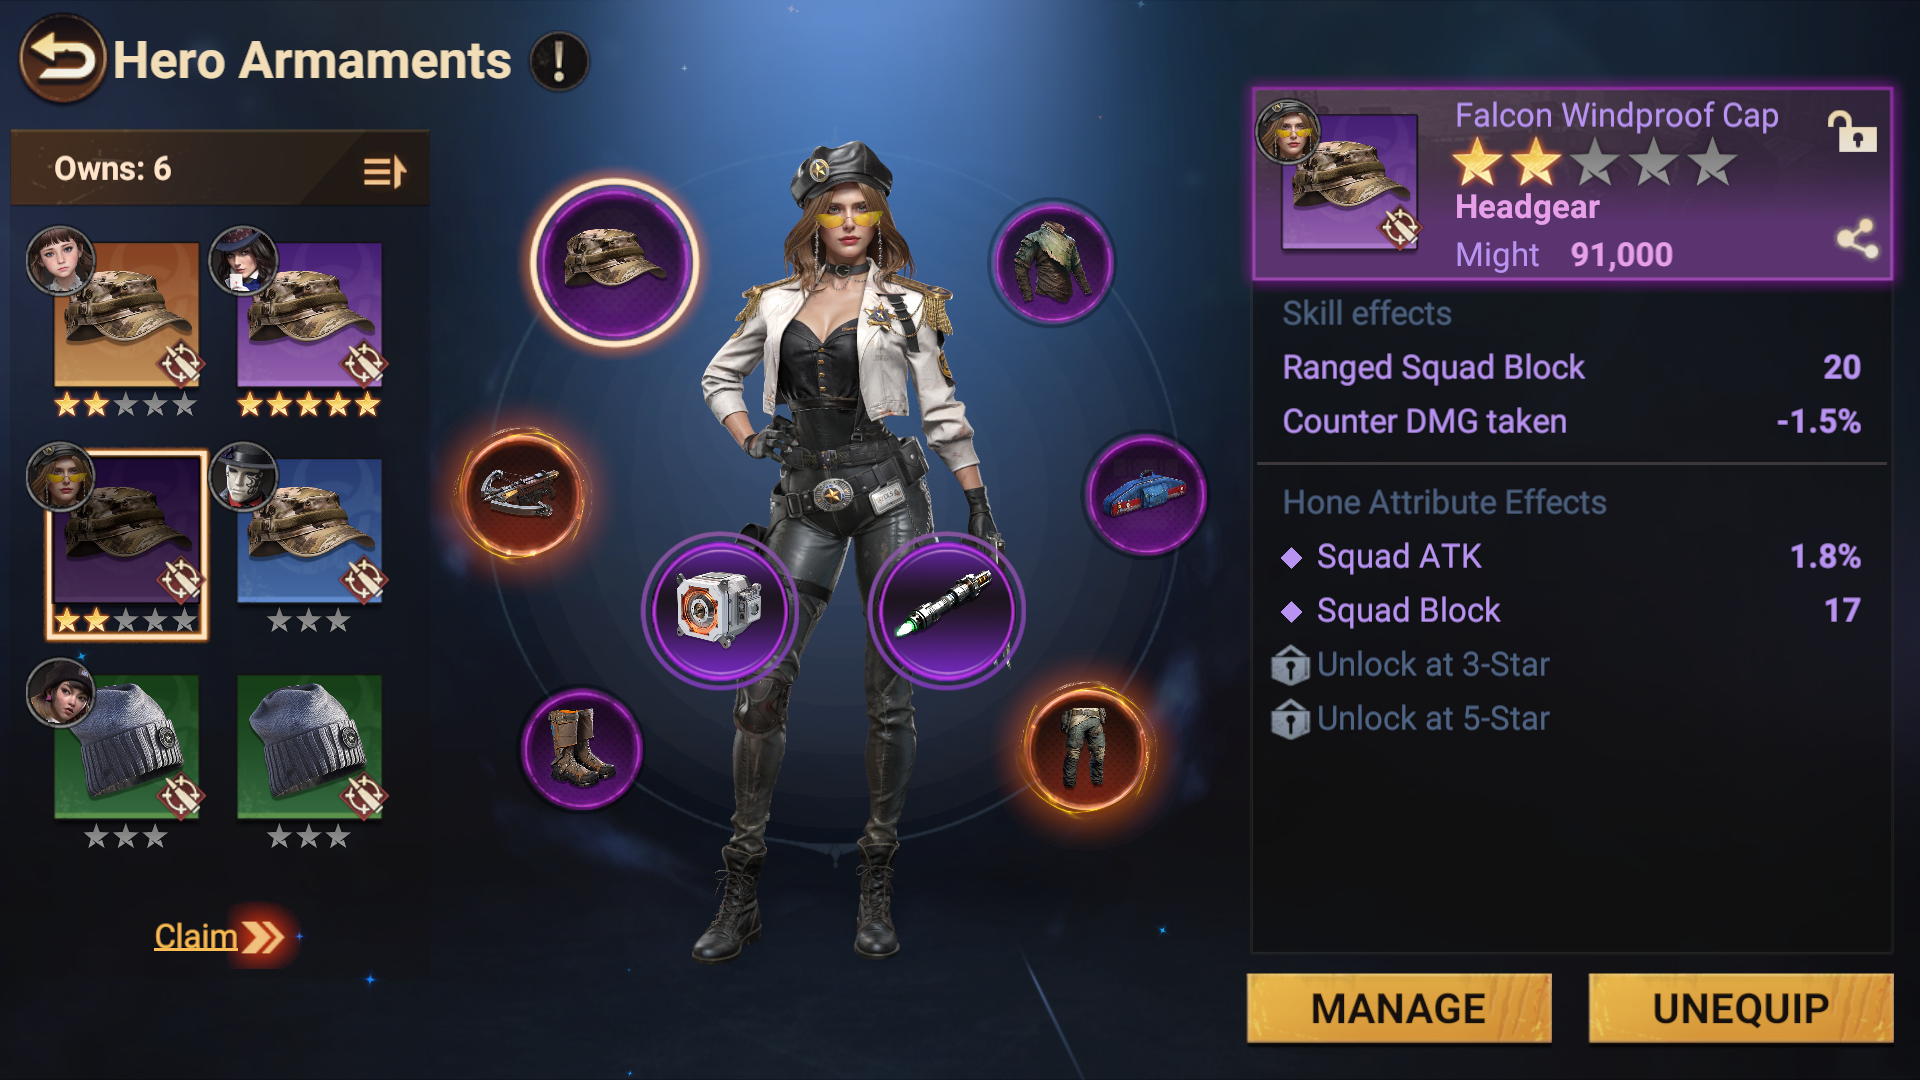 Hero Armaments
Owns: 6
Claim
Falcon Windproof Cap
Headgear
Might 91,000
Skill effects
Ranged Squad Block 20
Counter DMG taken -1.5%
Hone Attribute Effects
Squad ATK 1.8%
Squad Block 17
Unlock at 3-Star
Unlock at 5-Star
MANAGE
UNEQUIP